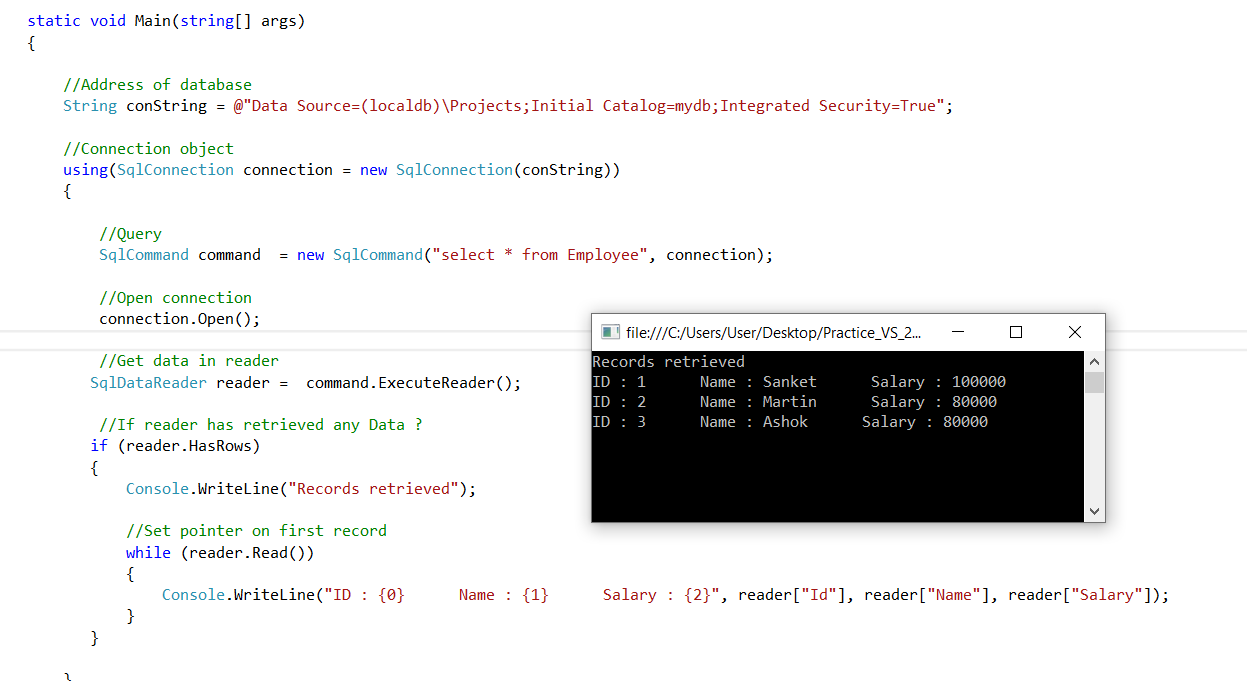 static void Main(string[] args)
{
//Address of database
String conString = @"Data Source=(localdb)\Projects;Initial Catalog=mydb;Integrated Security=True";
//Connection object
using(SqlConnection connection = new SqlConnection(conString))
{
//Query
SqlCommand command  = new SqlCommand("select * from Employee", connection);
//Open connection
connection.Open();
//Get data in reader
SqlDataReader reader =  command.ExecuteReader();
//If reader has retrieved any Data ?
if (reader.HasRows)
{
Console.WriteLine("Records retrieved");
//Set pointer on first record
while (reader.Read())
{
Console.WriteLine("ID : {0}      Name : {1}      Salary : {2}", reader["Id"], reader["Name"], reader["Salary"]);
}
}
}
file:///C:/Users/User/Desktop/Practice_VS_2...
Records retrieved
ID : 1      Name : Sanket      Salary : 100000
ID : 2      Name : Martin      Salary : 80000
ID : 3      Name : Ashok      Salary : 80000